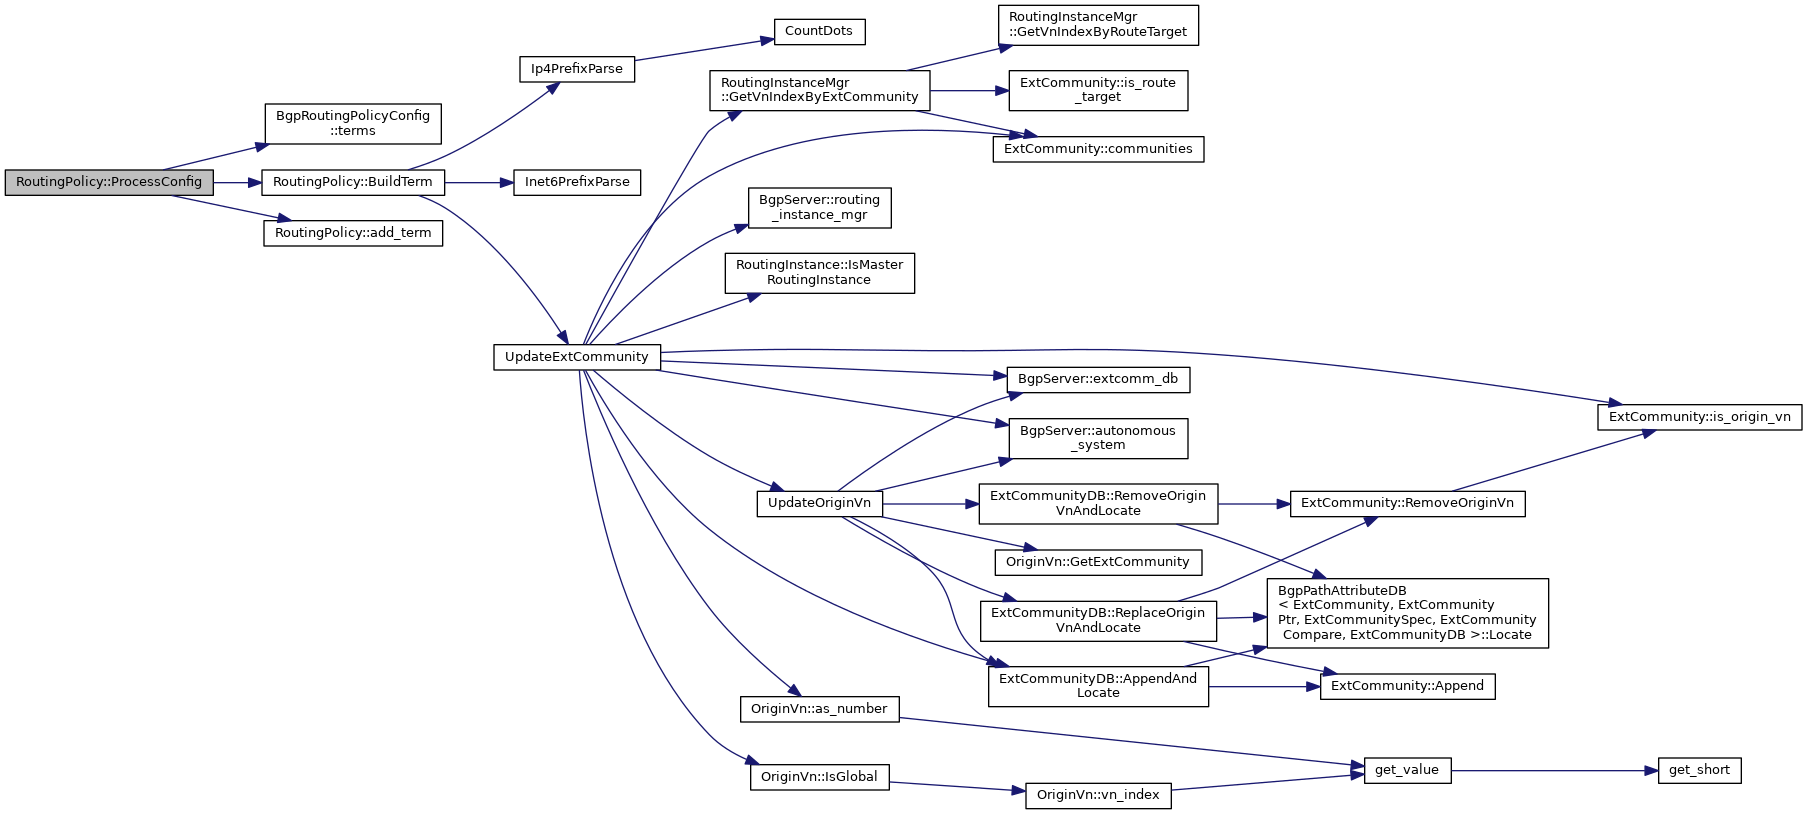 RoutingPolicy::ProcessConfig
BgpRoutingPolicyConfig
::terms
RoutingPolicy::BuildTerm
RoutingPolicy::add_term
Ip4PrefixParse
Inet6PrefixParse
UpdateExtCommunity
CountDots
RoutingInstanceMgr
::GetVnIndexByExtCommunity
BgpServer::routing
_instance_mgr
RoutingInstance::IsMaster
RoutingInstance
UpdateOriginVn
OriginVn::as_number
OriginVn::IsGlobal
RoutingInstanceMgr
::GetVnIndexByRouteTarget
ExtCommunity::is_route
_target
ExtCommunity::communities
BgpServer::extcomm_db
BgpServer::autonomous
_system
ExtCommunityDB::RemoveOrigin
VnAndLocate
OriginVn::GetExtCommunity
ExtCommunityDB::ReplaceOrigin
VnAndLocate
ExtCommunityDB::AppendAnd
Locate
OriginVn::vn_index
ExtCommunity::RemoveOriginVn
BgpPathAttributeDB
< ExtCommunity, ExtCommunity
Ptr, ExtCommunitySpec, ExtCommunity
Compare, ExtCommunityDB >::Locate
ExtCommunity::Append
get_value
ExtCommunity::is_origin_vn
get_short